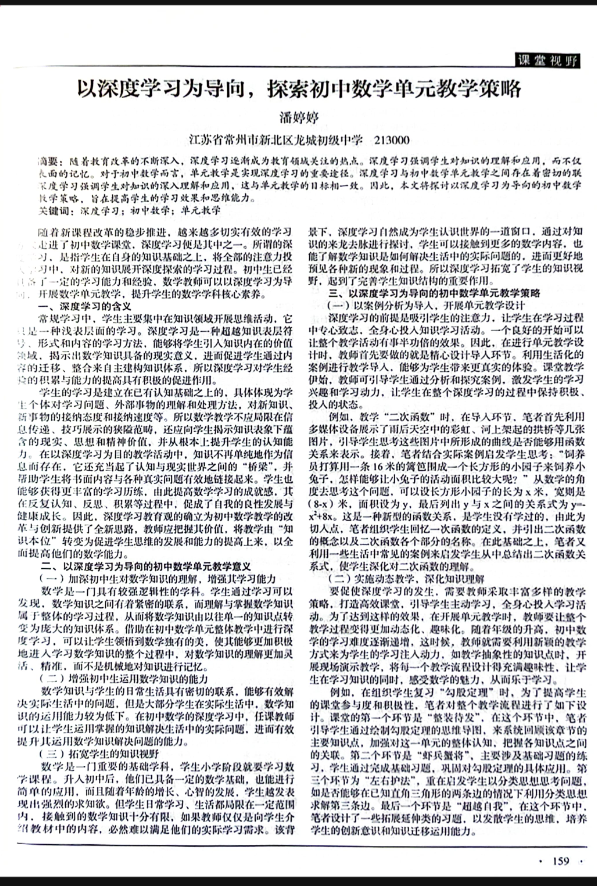 课堂视野
以深度学习为导向，探索初中数学单元教学策略
潘婷婷
江苏省常州市新北区龙城初级中学 213000
摘要：随着教育改革的不断深入，深度学习逐渐成为教育领域关注的热点。深度学习强调学生对知识的理解和应用，而不仅
表面的记忆。对于初中数学而言，单元教学是实现深度学习的重要途径。深度学习与初中数学单元教学之间存在着密切的联
深度学习强调学生对知识的深入理解和应用，这与单元教学的目标相一致。因此，本文将探讨以深度学习为导向的初中数学
教学策略，旨在提高学生的学习效果和思维能力。
关键词：深度学习；初中数学；单元教学
随着新课程改革的稳步推进，越来越多切实有效的学习
走进了初中数学课堂，深度学习便是其中之一。所谓的深
习，是指学生在自身的知识基础之上，将全部的注意力投
习中，对新的知识展开深度探索的学习过程。初中生已经
了一定的学习能力和经验，数学教师可以以深度学习为导
开展数学单元教学，提升学生的数学学科核心素养。
一、深度学习的含义
常规学习中，学生主要集中在知识领域开展思维活动，它
是一种浅表层面的学习。深度学习是一种超越知识表层符
、形式和内容的学习方法，能够将学生引入知识内在的价值
领域，揭示出数学知识具备的现实意义，进而促进学生通过内
容的迁移、整合来自主建构知识体系，所以深度学习对学生经
验的积累与能力的提高具有积极的促进作用。
学生的学习是建立在已有认知基础之上的，具体体现为学
生个体对学习问题、外部事物的理解和处理方法，对新知识、
新事物的接纳态度和接纳速度等。所以数学教学不应局限在信
息传递、技巧展示的狭隘范畴，还应向学生揭示知识表象下蕴
含的现实、思想和精神价值，并从根本上提升学生的认知能
力。在以深度学习为目的教学活动中，知识不再单纯地作为信
息而存在，它还充当起了认知与现实世界之间的“桥梁”，并
帮助学生将书面内容与各种真实问题有效地链接起来。学生也
能够获得更丰富的学习历练，由此提高数学学习的成就感，其
在反复认知、反思、积累等过程中，促成了自我的良性发展与
健康成长。因此，深度学习教育观的确立为初中数学教学的改
革与创新提供了全新思路，教师应把握其价值，将教学由“知
识本位”转变为促进学生思维的发展和能力的提高上来，以全
面提高他们的数学能力。
二、以深度学习为导向的初中数学单元教学意义
（一）加深初中生对数学知识的理解，增强其学习能力
数学是一门具有较强逻辑性的学科。学生通过学习可以
发现，数学知识之间有着紧密的联系，而理解与掌握数学知识
属于整体的学习过程，从而将数学知识由以往单一的知识点转
变为庞大的知识体系。借助在初中数学单元整体教学中进行深
度学习，可以让学生领悟到数学独有的美，使其能够更加积极
地进入学习数学知识的整个过程中，对数学知识的理解更加灵
活、精准，而不是机械地对知识进行记忆。
（二）增强初中生运用数学知识的能力
数学知识与学生的日常生活具有密切的联系，能够有效解
决实际生活中的问题，但是大部分学生在实际生活中，数学知
识的运用能力较为低下。在初中数学的深度学习中，任课教师
可以让学生运用掌握的知识解决生活中的实际问题，进而有效
提升其运用数学知识解决问题的能力。
（三）拓宽学生的知识视野
数学是一门重要的基础学科，学生小学阶段就要学习数
学课程。升入初中后，他们已具备一定的数学基础，也能进行
简单的应用，而且随着年龄的增长、心智的发展，学生越发表
现出强烈的求知欲。但学生日常学习、生活都局限在一定范围
内，接触到的数学知识十分有限，如果教师仅仅是向学生介
绍教材中的内容，必然难以满足他们的实际学习需求。该背
景下，深度学习自然成为学生认识世界的一道窗口，通过对知
识的来龙去脉进行探讨，学生可以接触到更多的数学内容，也
能了解数学知识是如何解决生活中的实际问题的，进而更好地
预见各种新的现象和过程。所以深度学习拓宽了学生的知识视
野，起到了完善学生知识结构的重要作用。
三、以深度学习为导向的初中数学单元教学策略
（一）以案例分析为导入，开展单元教学设计
深度学习的前提是吸引学生的注意力，让学生在学习过程
中专心致志，全身心投入知识学习活动。一个良好的开始可以
让整个教学活动有事半功倍的效果。因此，在进行单元教学设
计时，教师首先要做的就是精心设计导入环节。利用生活化的
案例进行教学导入，能够为学生带来更真实的体验。课堂教学
伊始，教师可引导学生通过分析和探究案例，激发学生的学习
兴趣和学习动力，让学生在整个深度学习的过程中保持积极、
投入的状态。
例如，教学“二次函数”时，在导入环节，笔者首先利用
多媒体设备展示了雨后天空中的彩虹、河上架起的拱桥等几张
图片，引导学生思考这些图片中所形成的曲线是否能够用函数
关系来表示。接着，笔者结合实际案例启发学生思考：“饲养
员打算用一条 16 米的篱笆围成一个长方形的小园子来饲养小
兔子，怎样能够让小兔子的活动面积比较大呢？”从数学的角
度去思考这个问题，可以设长方形小园子的长为 x 米，宽则是
（8-x）米，面积设为 y，最后列出 y 与 x 之间的关系式为 y=-
x²+8x。这是一种新型的函数关系，是学生没有学过的，由此为
切入点，笔者组织学生回忆一次函数的定义，并引出二次函数
的概念以及二次函数各个部分的名称。在此基础之上，笔者又
利用一些生活中常见的案例来启发学生从中总结出二次函数关
系式，使学生深化对二次函数的理解。
（二）实施动态教学，深化知识理解
要促使深度学习的发生，需要教师采取丰富多样的教学
策略，打造高效课堂，引导学生主动学习，全身心投入学习活
动。为了达到这样的效果，在开展单元教学时，教师要让整个
教学过程变得更加动态化、趣味化。随着年级的升高，初中数
学的学习难度逐渐递增，这时候，教师就需要利用新颖的教学
方式来为学生的学习注入动力，如教学抽象性的知识点时，开
展现场演示教学，将每一个教学流程设计得充满趣味性，让学
生在学习知识的同时，感受数学的魅力，从而乐于学习。
例如，在组织学生复习“勾股定理”时，为了提高学生
的课堂参与度和积极性，笔者对整个教学流程进行了如下设
计。课堂的第一个环节是“整装待发”，在这个环节中，笔者
引导学生通过绘制勾股定理的思维导图，来系统回顾该章节的
主要知识点，加强对这一单元的整体认知，把握各知识点之间
的关联。第二个环节是“虾兵蟹将”，主要涉及基础习题的练
习，学生通过完成基础习题，巩固对勾股定理的具体应用。第
三个环节为“左右护法”，重在启发学生以分类思想思考问题，
如是否能够在已知直角三角形的两条边的情况下利用分类思想
求解第三条边。最后一个环节是“超越自我”，在这个环节中，
笔者设计了一些拓展延伸类的习题，以发散学生的思维，培养
学生的创新意识和知识迁移运用能力。
· 159 ·